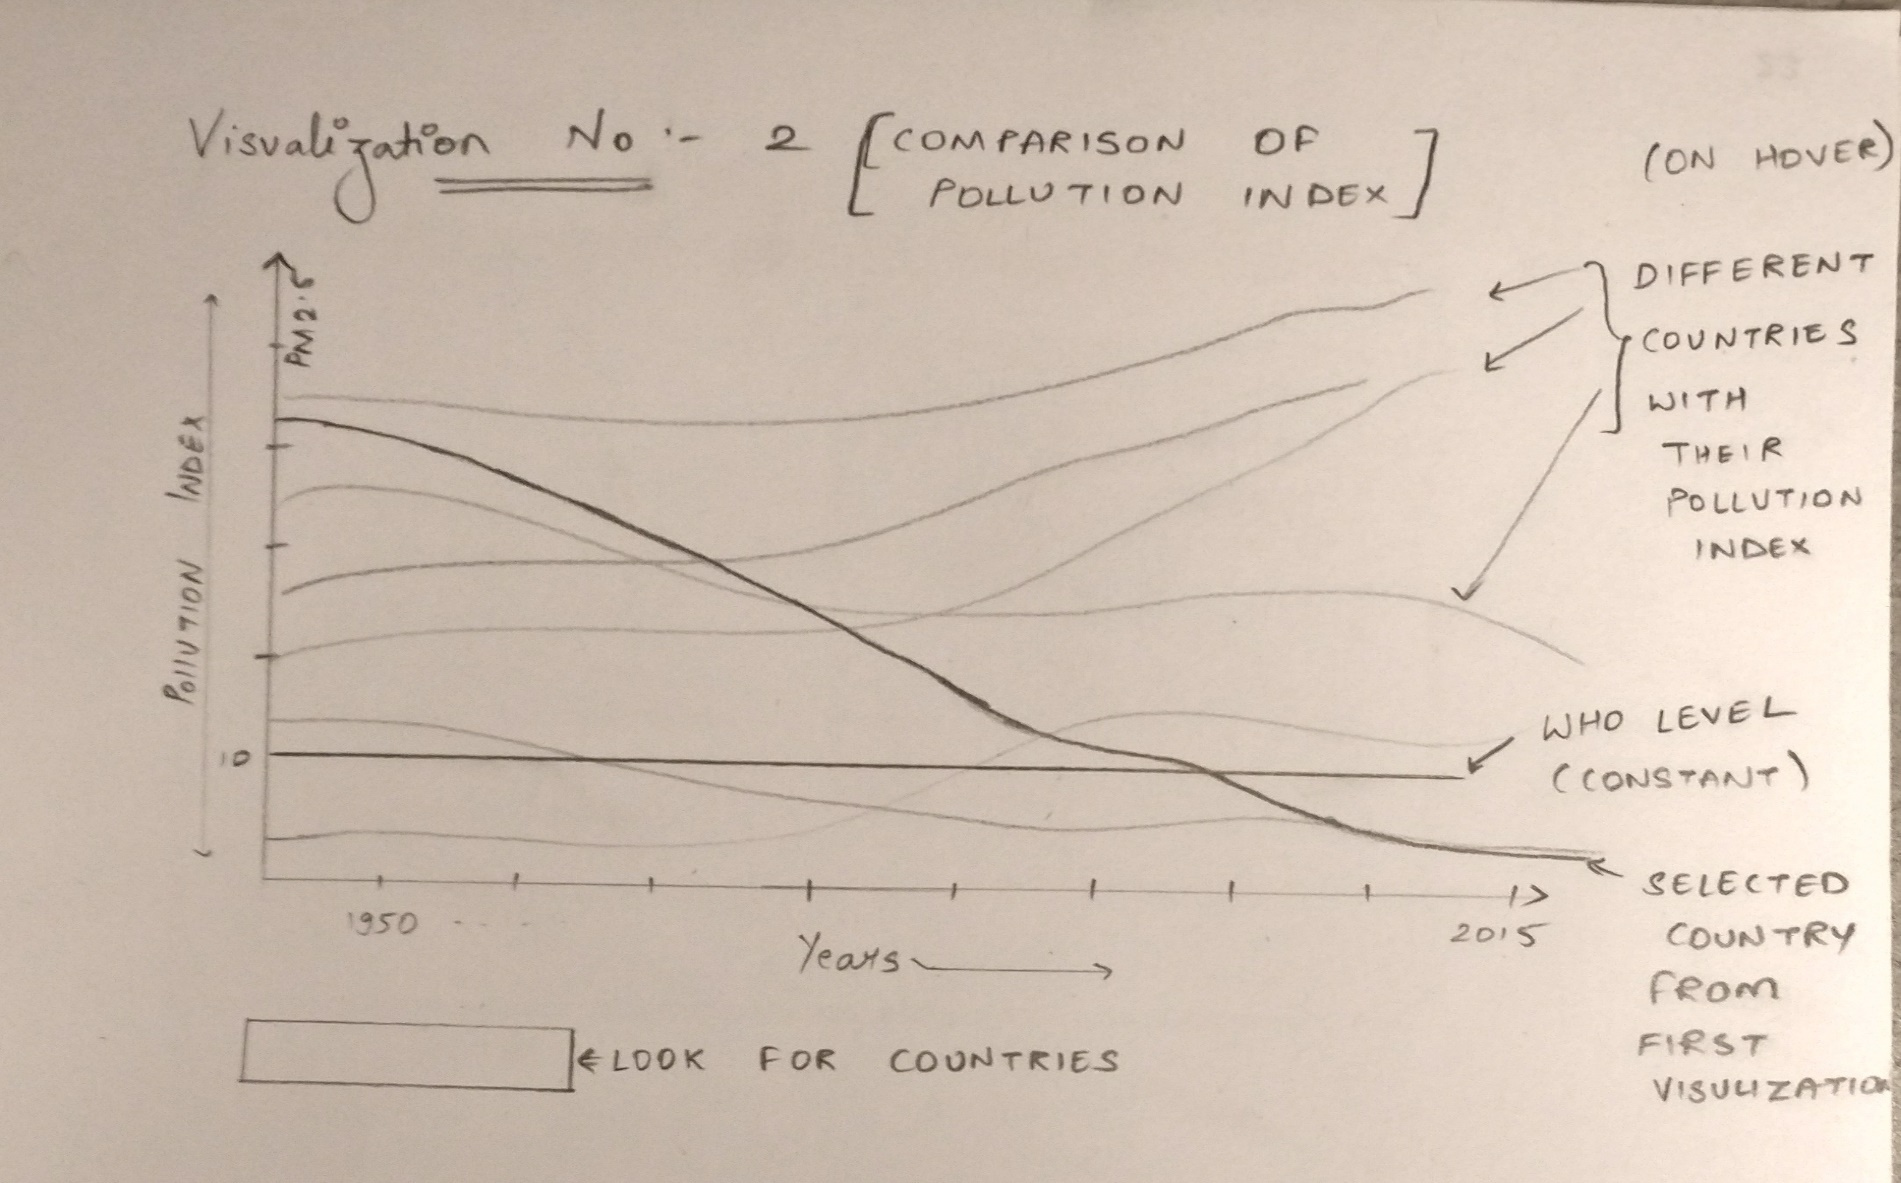 Visualization No :- 2 [COMPARISON OF
POLLUTION INDEX]
(ON HOVER)
PM2.5
POLLUTION INDEX
DIFFERENT
COUNTRIES
WITH
THEIR
POLLUTION
INDEX
WHO LEVEL
(CONSTANT)
10
SELECTED
COUNTRY
FROM
FIRST
VISULIZATION
1950 ....
2015
Years
LOOK FOR COUNTRIES